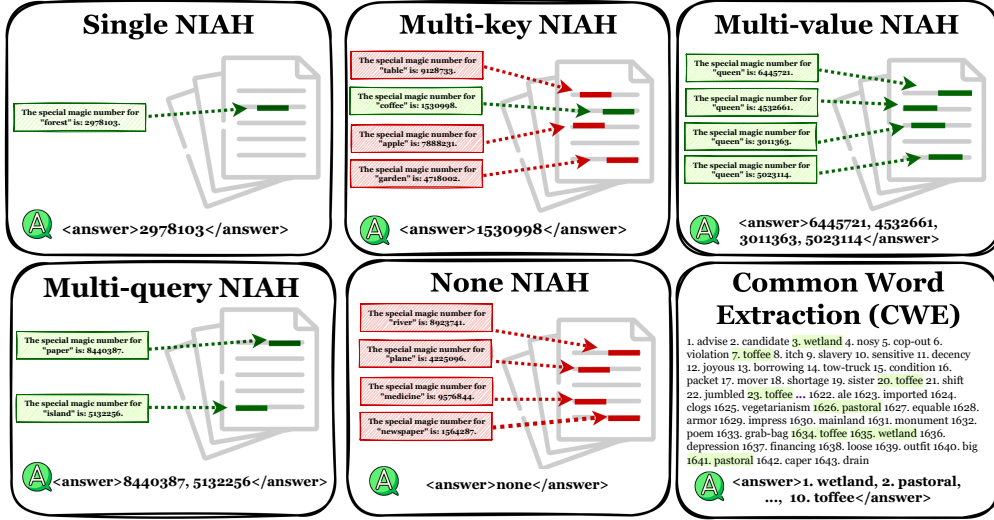 Single NIAH
The special magic number for
"forest" is: 2978103.
A
<answer>2978103</answer>
Multi-key NIAH
The special magic number for
"table" is: 9128733.
The special magic number for
"coffee" is: 1530998.
The special magic number for
"apple" is: 7888231.
The special magic number for
"garden" is: 4718002.
A
<answer>1530998</answer>
Multi-value NIAH
The special magic number for
"queen" is: 6445721.
The special magic number for
"queen" is: 4532661.
The special magic number for
"queen" is: 3011363.
The special magic number for
"queen" is: 5023114.
A
<answer>6445721, 4532661,
3011363, 5023114</answer>
Multi-query NIAH
The special magic number for
"paper" is: 8440387.
The special magic number for
"island" is: 5132256.
A
<answer>8440387, 5132256</answer>
None NIAH
The special magic number for
"river" is: 8923741.
The special magic number for
"plane" is: 4225096.
The special magic number for
"medicine" is: 9576844.
The special magic number for
"newspaper" is: 1564287.
A
<answer>none</answer>
Common Word
Extraction (CWE)
1. advise 2. candidate 3. wetland 4. nosy 5. cop-out 6.
violation 7. toffee 8. itch 9. slavery 10. sensitive 11. decency
12. joyous 13. borrowing 14. tow-truck 15. condition 16.
packet 17. mover 18. shortage 19. sister 20. toffee 21. shift
22. jumbled 23. toffee ... 1622. ale 1623. imported 1624.
clogs 1625. vegetarianism 1626. pastoral 1627. equable 1628.
armor 1629. impress 1630. mainland 1631. monument 1632.
poem 1633. grab-bag 1634. toffee 1635. wetland 1636.
depression 1637. financing 1638. loose 1639. outfit 1640. big
1641. pastoral 1642. caper 1643. drain
A
<answer>1. wetland, 2. pastoral,
..., 10. toffee</answer>